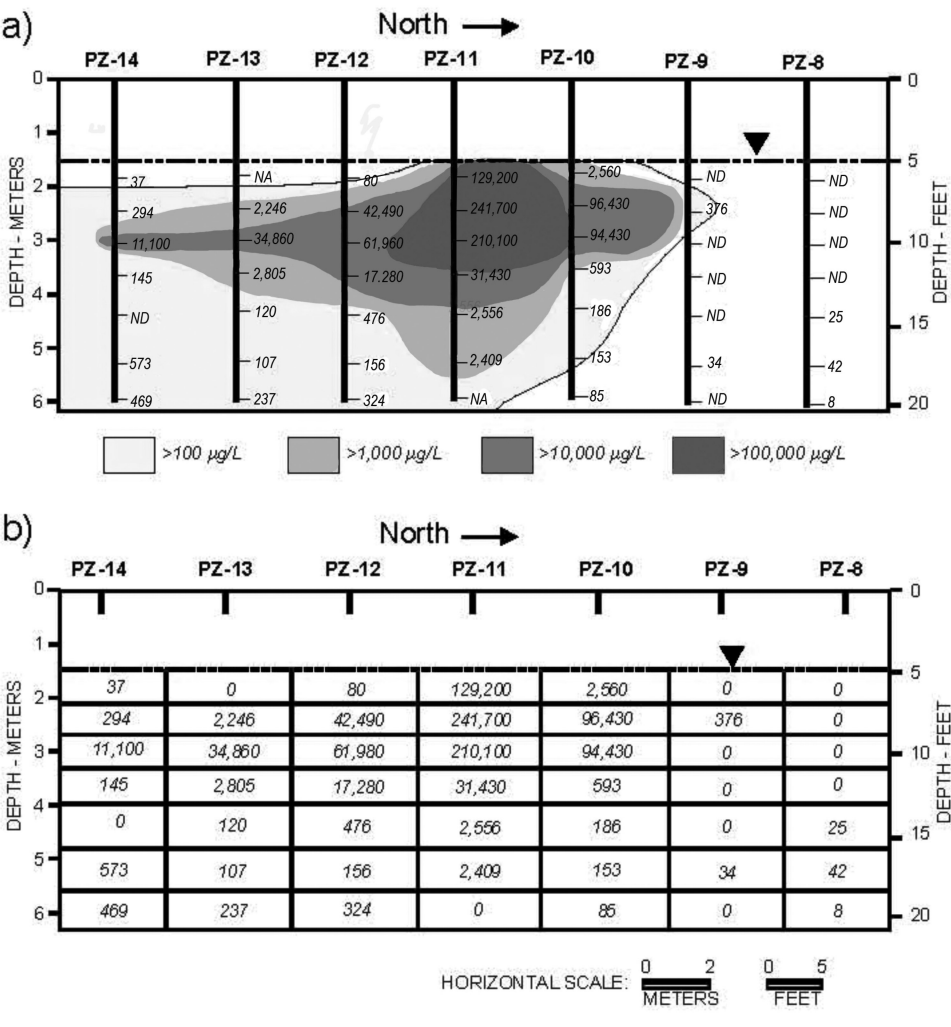 a)
North
PZ-14 PZ-13 PZ-12 PZ-11 PZ-10 PZ-9 PZ-8
0 0
1
5
37 NA 80 129,200 2,560 ND ND
2
294 2,246 42,490 241,700 96,430 376 ND
3 11,100 34,860 61,960 210,100 94,430 ND ND 10
145 2,805 17.280 31,430 593 ND ND
4
ND 120 476 2,556 186 ND 25
15
5
573 107 156 2,409 153 34 42
6 469 237 324 NA 85 ND 8 20
DEPTH - METERS
DEPTH - FEET
>100 µg/L >1,000 µg/L >10,000 µg/L >100,000 µg/L
b)
North
PZ-14 PZ-13 PZ-12 PZ-11 PZ-10 PZ-9 PZ-8
0 0
1
5
37 0 80 129,200 2,560 0 0
2
294 2,246 42,490 241,700 96,430 376 0
3 11,100 34,860 61,980 210,100 94,430 0 0 10
145 2,805 17,280 31,430 593 0 0
4
0 120 476 2,556 186 0 25
15
5
573 107 156 2,409 153 34 42
6 469 237 324 0 85 0 8 20
DEPTH - METERS
DEPTH - FEET
0 2 0 5
HORIZONTAL SCALE:
METERS FEET